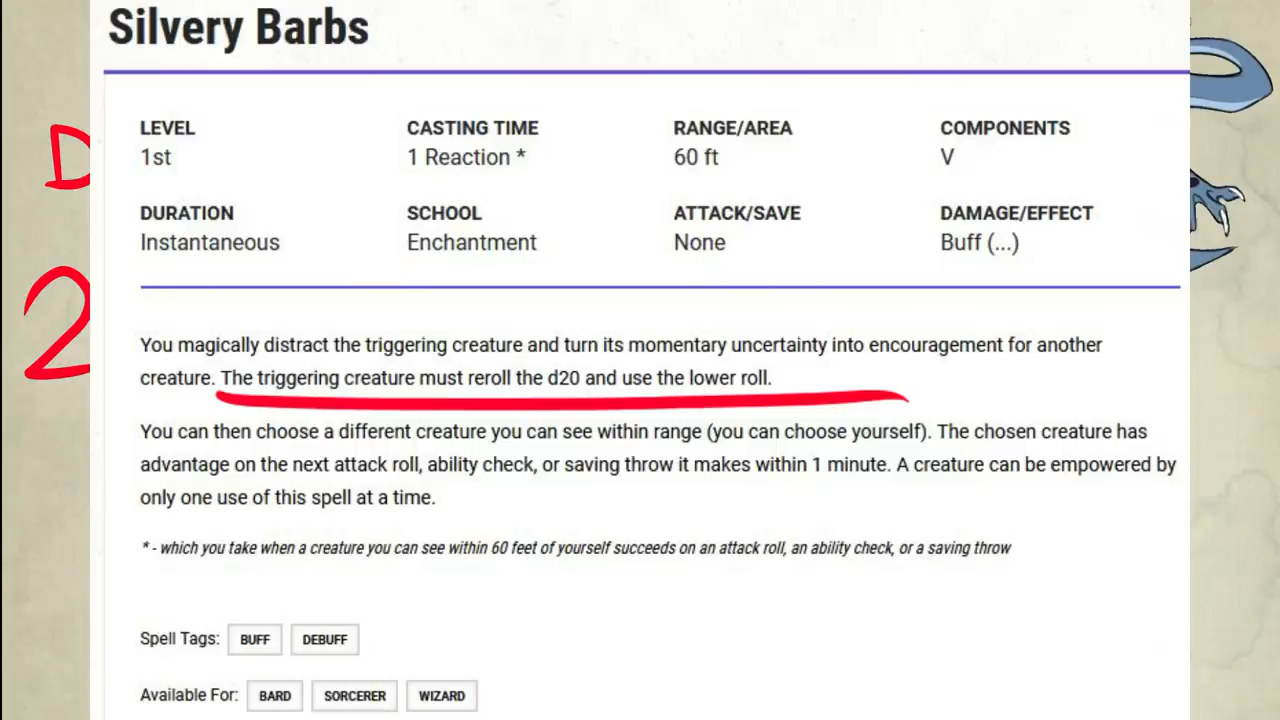 Silvery Barbs
LEVEL CASTING TIME RANGE/AREA COMPONENTS
1st 1 Reaction * 60 ft V
DURATION SCHOOL ATTACK/SAVE DAMAGE/EFFECT
Instantaneous Enchantment None Buff (...)
D
2
You magically distract the triggering creature and turn its momentary uncertainty into encouragement for another
creature. The triggering creature must reroll the d20 and use the lower roll.
You can then choose a different creature you can see within range (you can choose yourself). The chosen creature has
advantage on the next attack roll, ability check, or saving throw it makes within 1 minute. A creature can be empowered by
only one use of this spell at a time.
* - which you take when a creature you can see within 60 feet of yourself succeeds on an attack roll, an ability check, or a saving throw
Spell Tags: BUFF DEBUFF
Available For: BARD SORCERER WIZARD